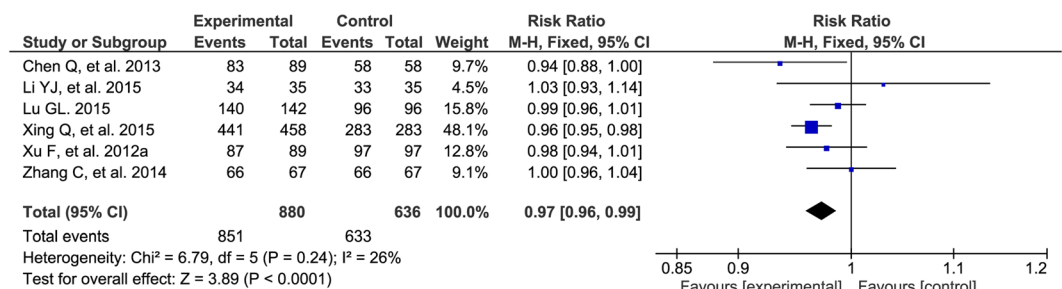 Experimental Control Risk Ratio Risk Ratio
Study or Subgroup Events Total Events Total Weight M-H, Fixed, 95% CI M-H, Fixed, 95% CI
Chen Q, et al. 2013 83 89 58 58 9.7% 0.94 [0.88, 1.00]
Li YJ, et al. 2015 34 35 33 35 4.5% 1.03 [0.93, 1.14]
Lu GL. 2015 140 142 96 96 15.8% 0.99 [0.96, 1.01]
Xing Q, et al. 2015 441 458 283 283 48.1% 0.96 [0.95, 0.98]
Xu F, et al. 2012a 87 89 97 97 12.8% 0.98 [0.94, 1.01]
Zhang C, et al. 2014 66 67 66 67 9.1% 1.00 [0.96, 1.04]
Total (95% CI) 880 636 100.0% 0.97 [0.96, 0.99]
Total events 851 633
Heterogeneity: Chi² = 6.79, df = 5 (P = 0.24); I² = 26%
Test for overall effect: Z = 3.89 (P < 0.0001)
0.85 0.9 1 1.1 1.2
Favours [experimental] Favours [control]